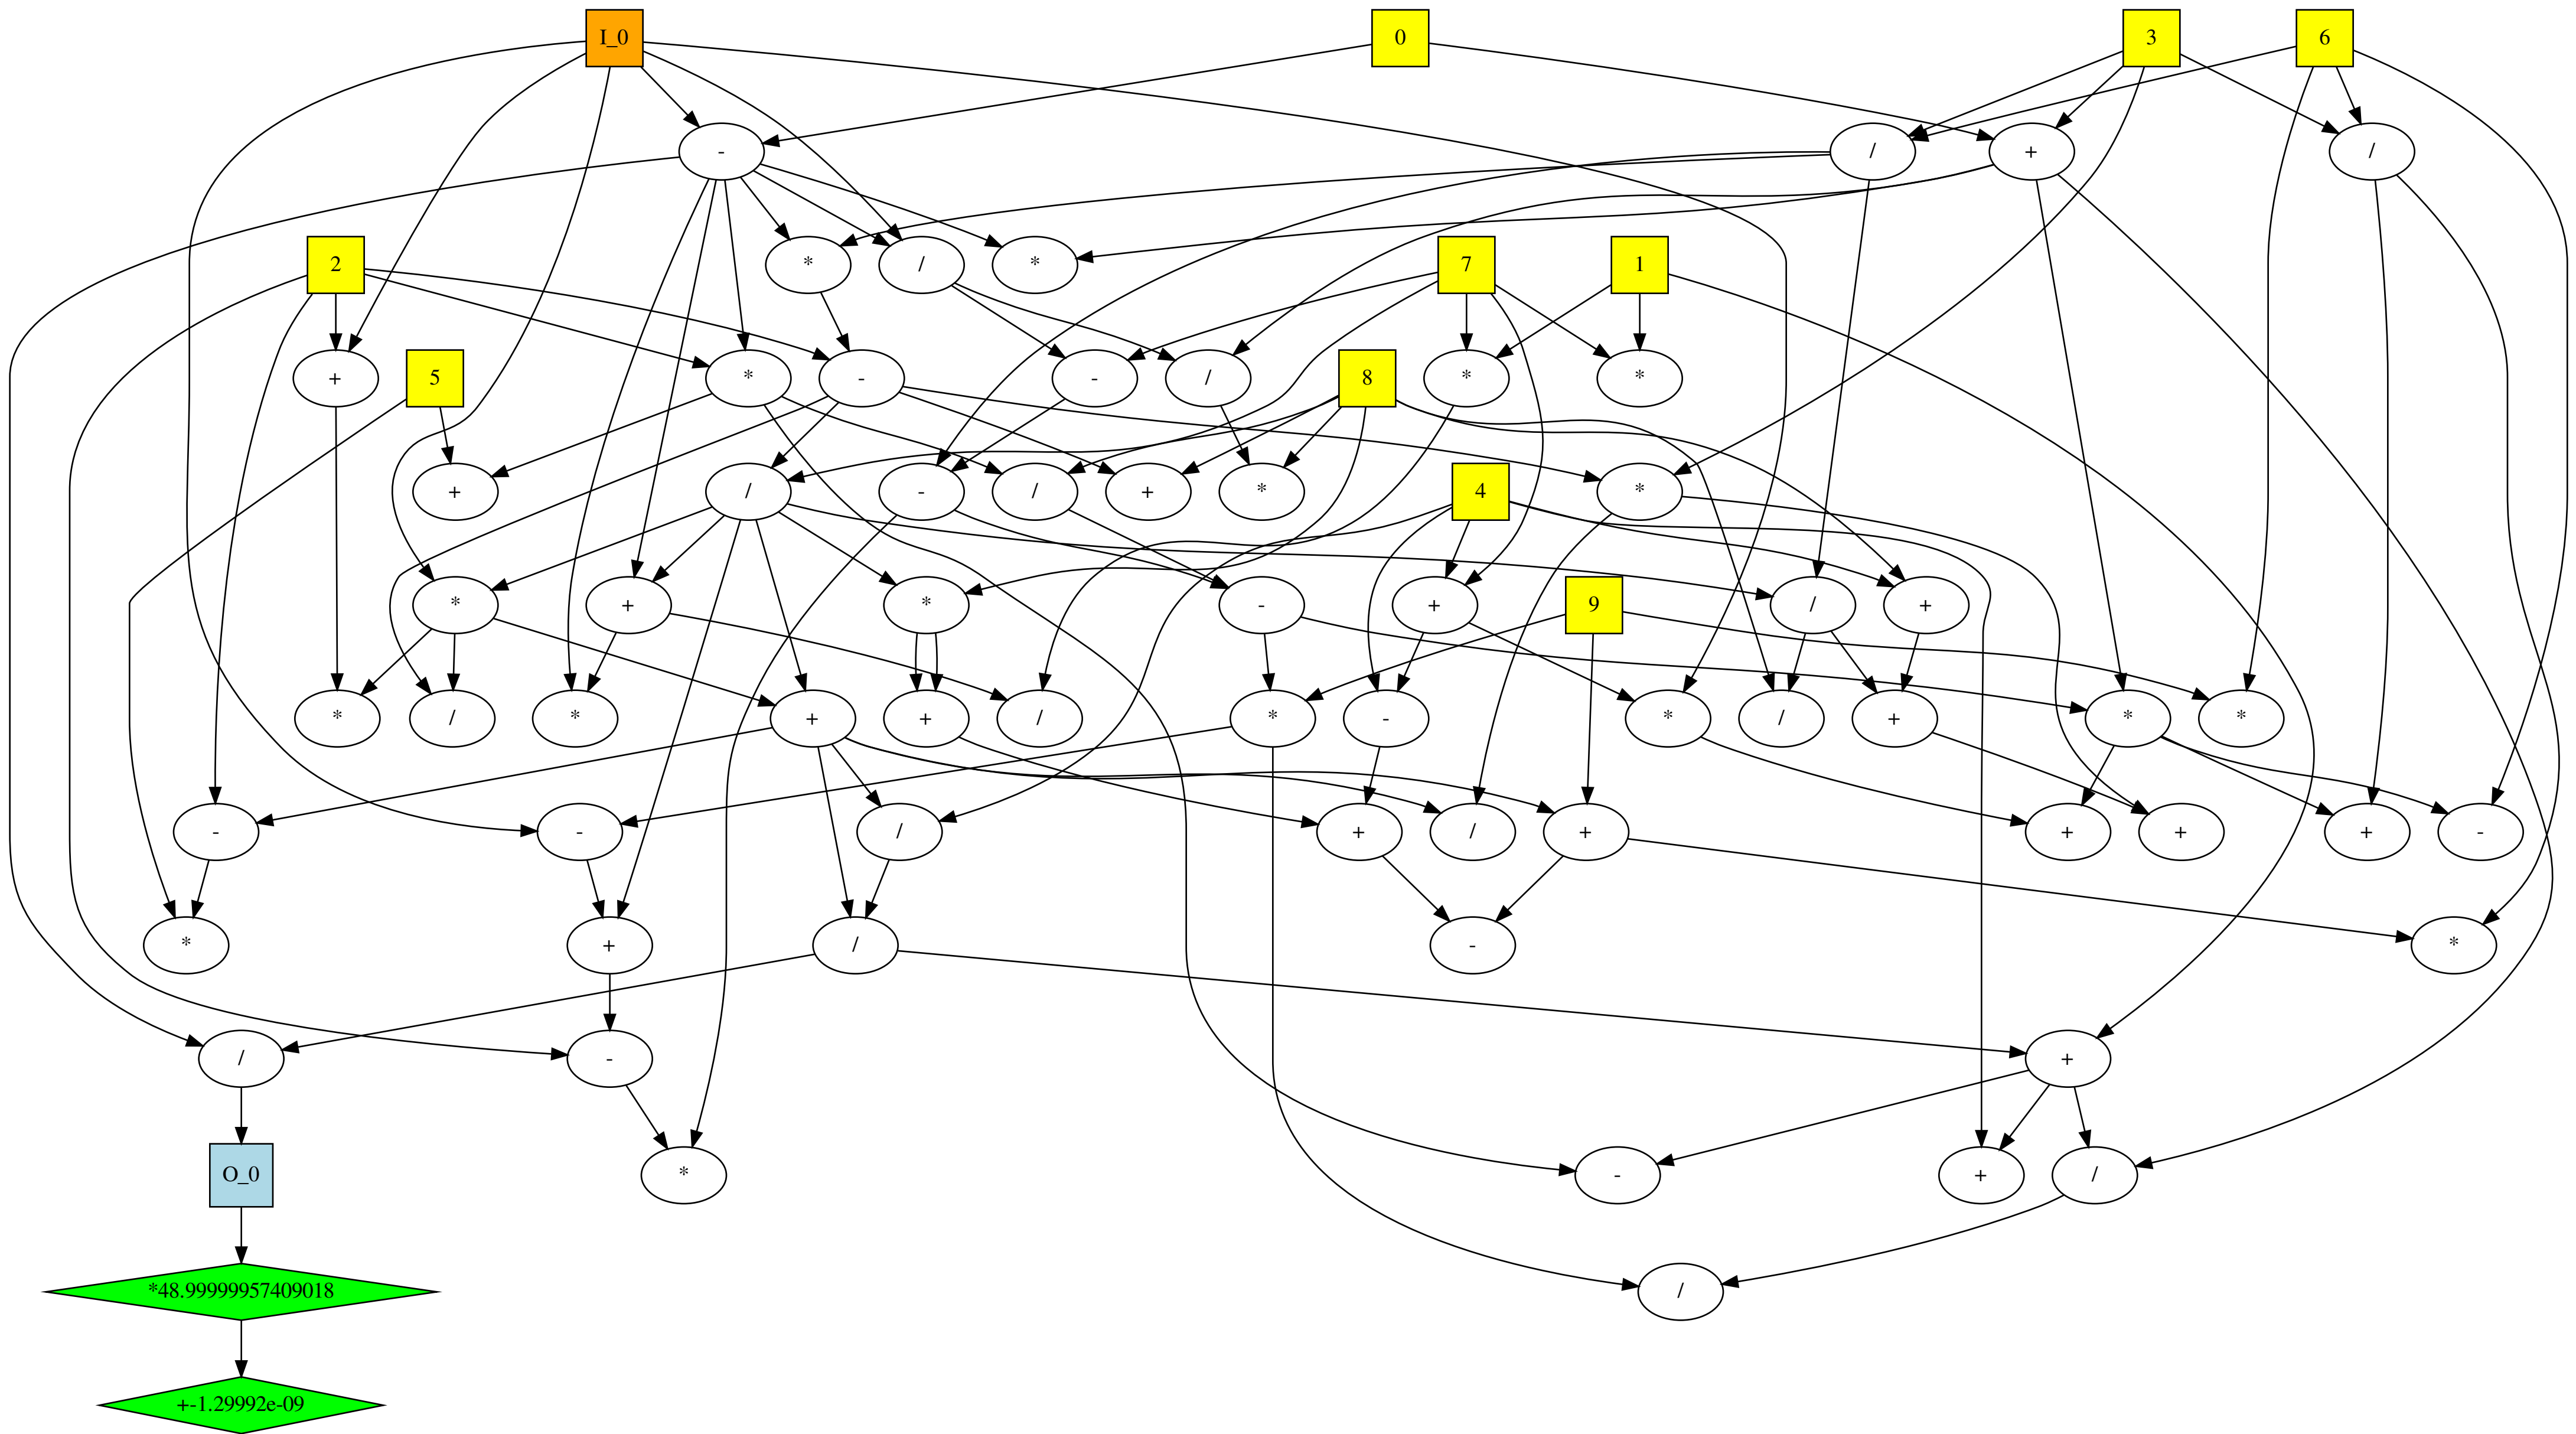 I_0 0 3 6
- / + /
2 * / * 7 1
+ 5 * - - / 8 * *
+ / - / + * 4 *
* + * - + 9 / +
* / * + + / * - * / + * *
- - / + / + + + + -
* + / - *
/ - +
O_0 * - + /
*48.99999957409018 /
+-1.29992e-09